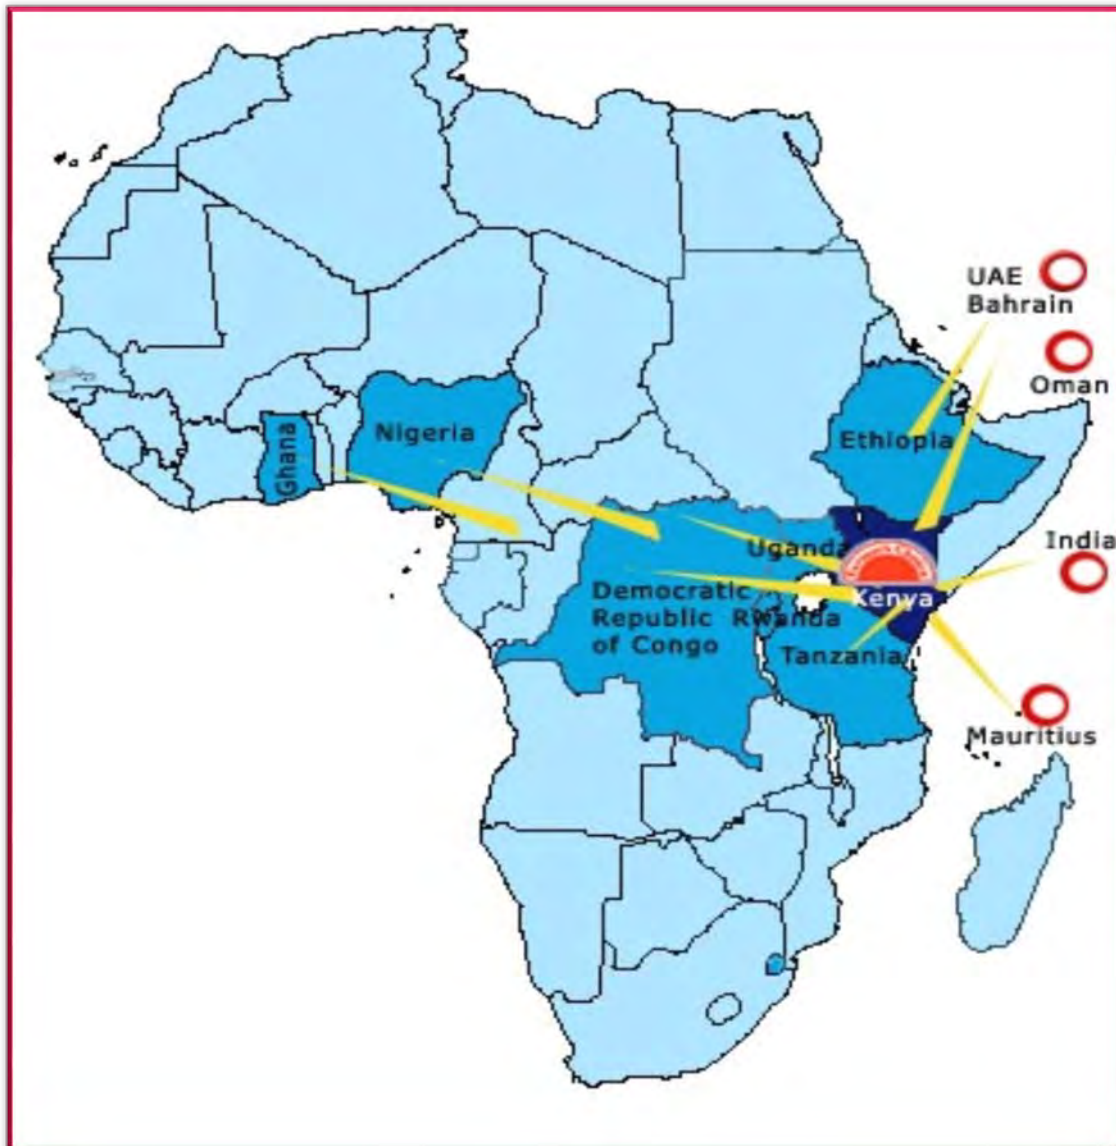 UAE
Bahrain
Oman
Ghana
Nigeria
Ethiopia
India
Uganda
Kenya
Democratic
Republic Rwanda
of Congo
Tanzania
Mauritius